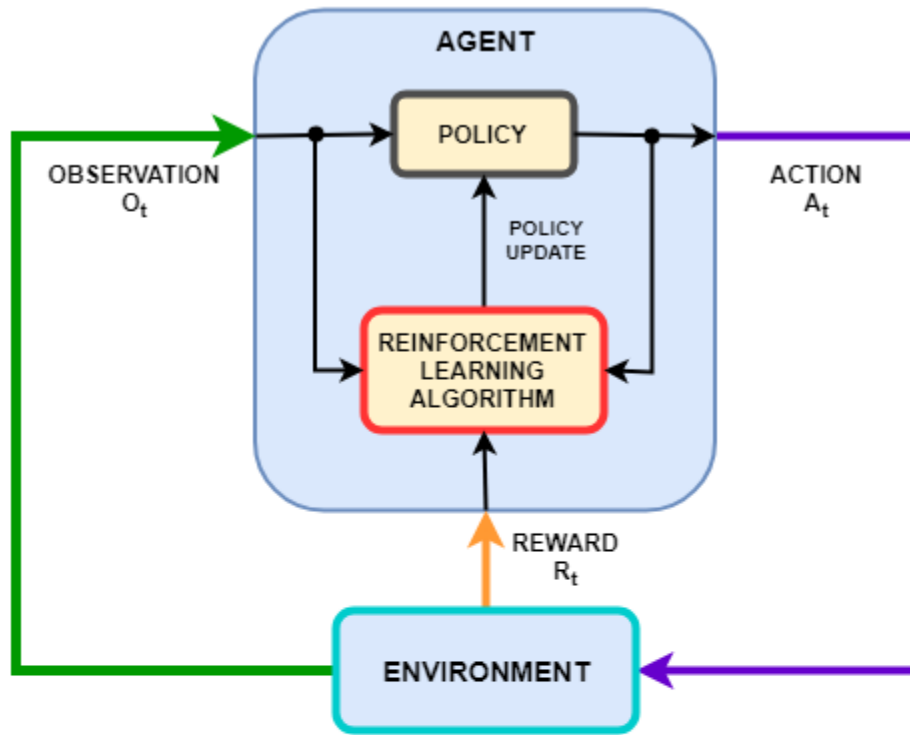 AGENT
POLICY
OBSERVATION
Oₜ
ACTION
Aₜ
POLICY
UPDATE
REINFORCEMENT
LEARNING
ALGORITHM
REWARD
Rₜ
ENVIRONMENT